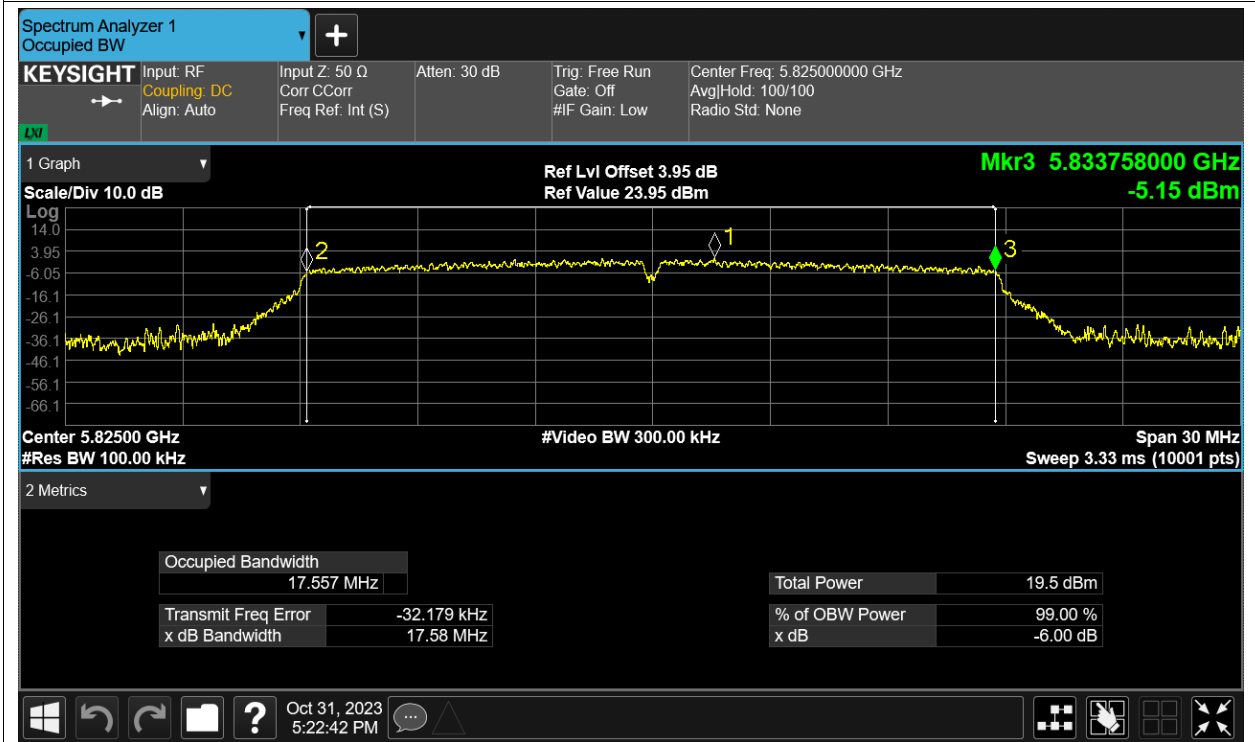 Spectrum Analyzer 1
Occupied BW
KEYSIGHT
LXI
Input: RF
Coupling: DC
Align: Auto
Input Z: 50 Ω
Corr CCorr
Freq Ref: Int (S)
Atten: 30 dB
Trig: Free Run
Gate: Off
#IF Gain: Low
Center Freq: 5.825000000 GHz
Avg|Hold: 100/100
Radio Std: None
1 Graph
Scale/Div 10.0 dB
Ref Lvl Offset 3.95 dB
Ref Value 23.95 dBm
Mkr3 5.833758000 GHz
-5.15 dBm
Log
14.0
3.95
-6.05
-16.1
-26.1
-36.1
-46.1
-56.1
-66.1
2
1
3
Center 5.82500 GHz
#Res BW 100.00 kHz
#Video BW 300.00 kHz
Span 30 MHz
Sweep 3.33 ms (10001 pts)
2 Metrics
Occupied Bandwidth
17.557 MHz
Transmit Freq Error -32.179 kHz
x dB Bandwidth 17.58 MHz
Total Power 19.5 dBm
% of OBW Power 99.00 %
x dB -6.00 dB
?
Oct 31, 2023
5:22:42 PM